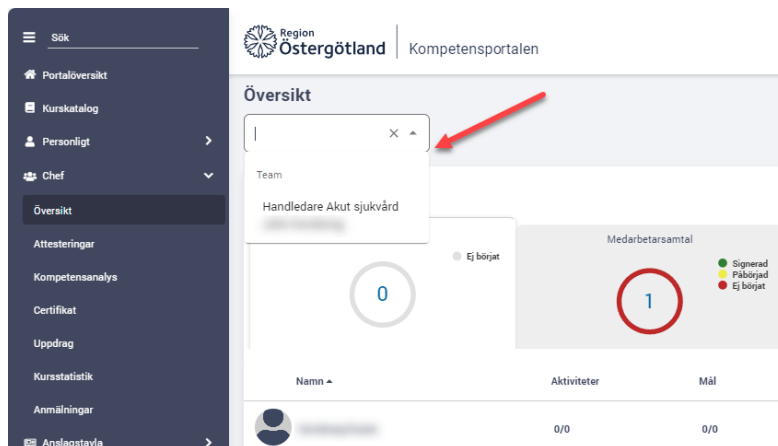 Sök
Portalöversikt
Kurskatalog
Personligt
Chef
Översikt
Attesteringar
Kompetensanalys
Certifikat
Uppdrag
Kursstatistik
Anmälningar
Anslagstavla
Region
Östergötland
Kompetensportalen
Översikt
Team
Handledare Akut sjukvård
Ej börjat
0
Medarbetarsamtal
Signerad
Påbörjad
Ej börjat
1
Namn Aktiviteter Mål
0/0 0/0